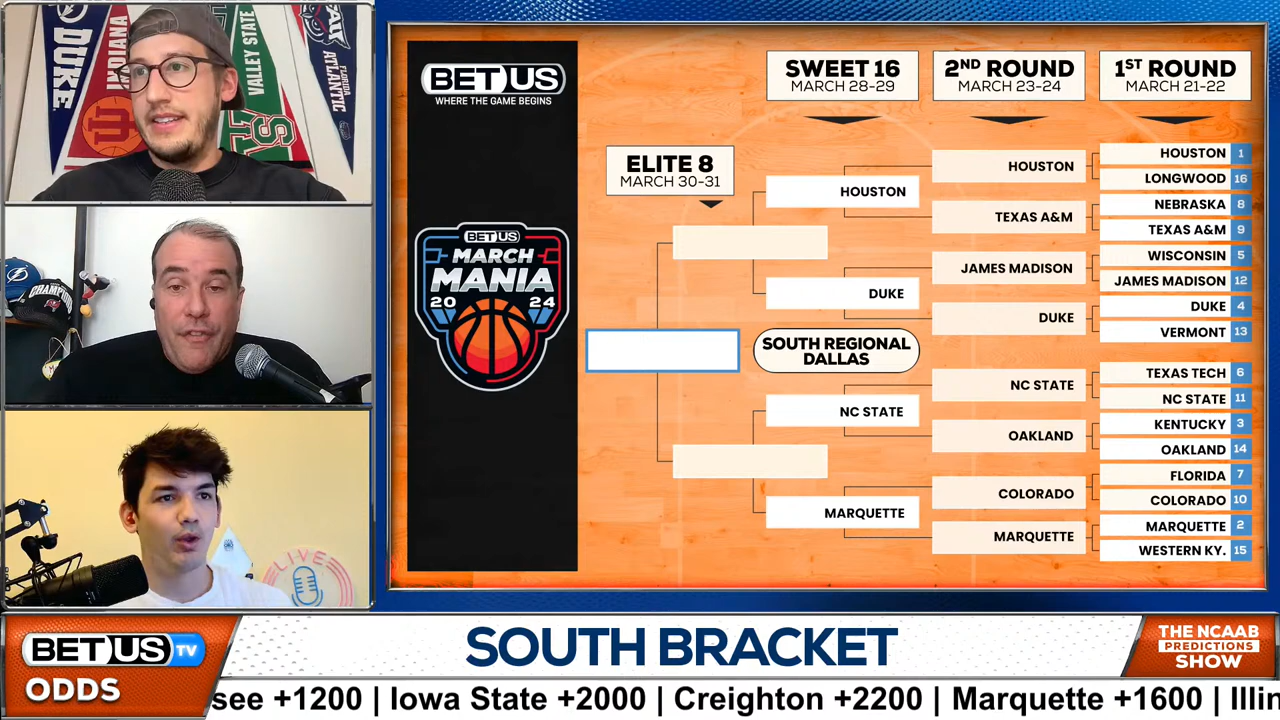 DUKE
INDIANA
VALLEY STATE
FLORIDA
ATLANTIC
CHAMPIONS
LIVE
BETUS
WHERE THE GAME BEGINS
BETUS
MARCH
MANIA
20 24
SWEET 16
MARCH 28-29
2ND ROUND
MARCH 23-24
1ST ROUND
MARCH 21-22
ELITE 8
MARCH 30-31
HOUSTON
DUKE
SOUTH REGIONAL
DALLAS
NC STATE
MARQUETTE
HOUSTON
TEXAS A&M
JAMES MADISON
DUKE
NC STATE
OAKLAND
COLORADO
MARQUETTE
HOUSTON 1
LONGWOOD 16
NEBRASKA 8
TEXAS A&M 9
WISCONSIN 5
JAMES MADISON 12
DUKE 4
VERMONT 13
TEXAS TECH 6
NC STATE 11
KENTUCKY 3
OAKLAND 14
FLORIDA 7
COLORADO 10
MARQUETTE 2
WESTERN KY. 15
BETUS TV
ODDS
SOUTH BRACKET
THE NCAAB
PREDICTIONS
SHOW
see +1200 | Iowa State +2000 | Creighton +2200 | Marquette +1600 | Illin